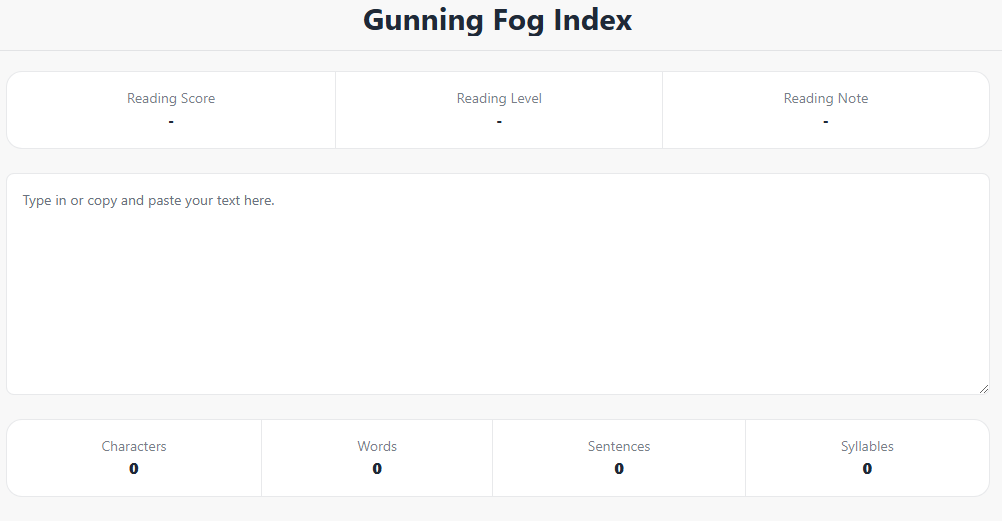 Gunning Fog Index
Reading Score
-
Reading Level
-
Reading Note
-
Type in or copy and paste your text here.
Characters
0
Words
0
Sentences
0
Syllables
0